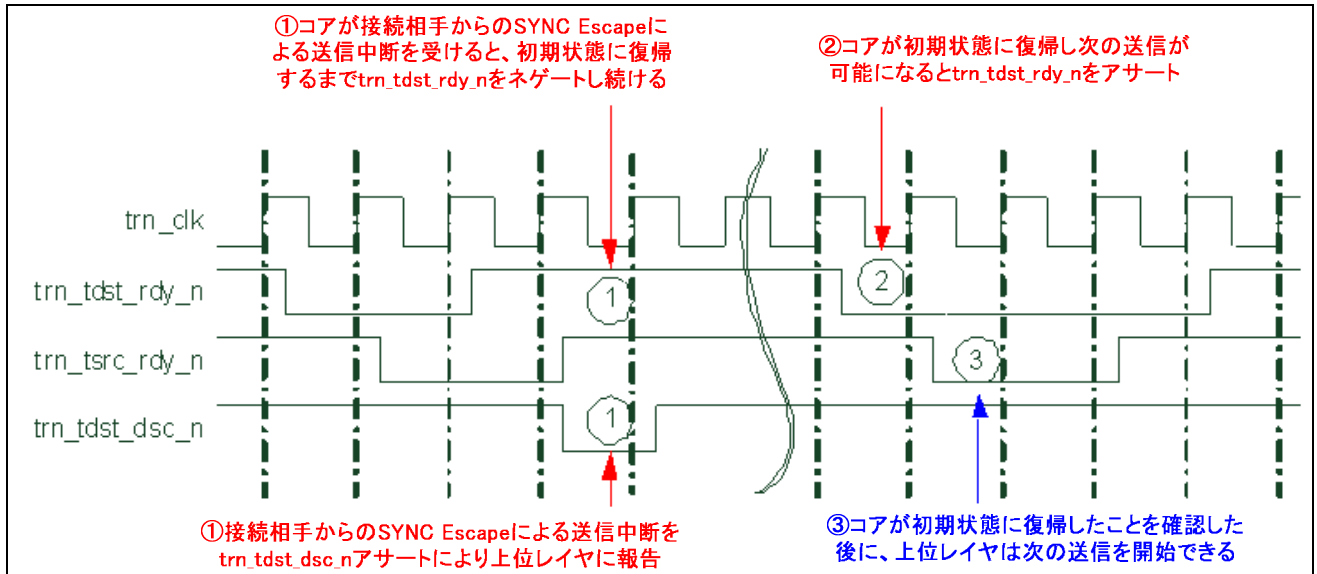 ①コアが接続相手からのSYNC Escapeに
よる送信中断を受けると、初期状態に復帰
するまでtrn_tdst_rdy_nをネゲートし続ける
②コアが初期状態に復帰し次の送信が
可能になるとtrn_tdst_rdy_nをアサート
trn_clk
trn_tdst_rdy_n
1
2
trn_tsrc_rdy_n
3
trn_tdst_dsc_n
1
①接続相手からのSYNC Escapeによる送信中断を
trn_tdst_dsc_nアサートにより上位レイヤに報告
③コアが初期状態に復帰したことを確認した
後に、上位レイヤは次の送信を開始できる